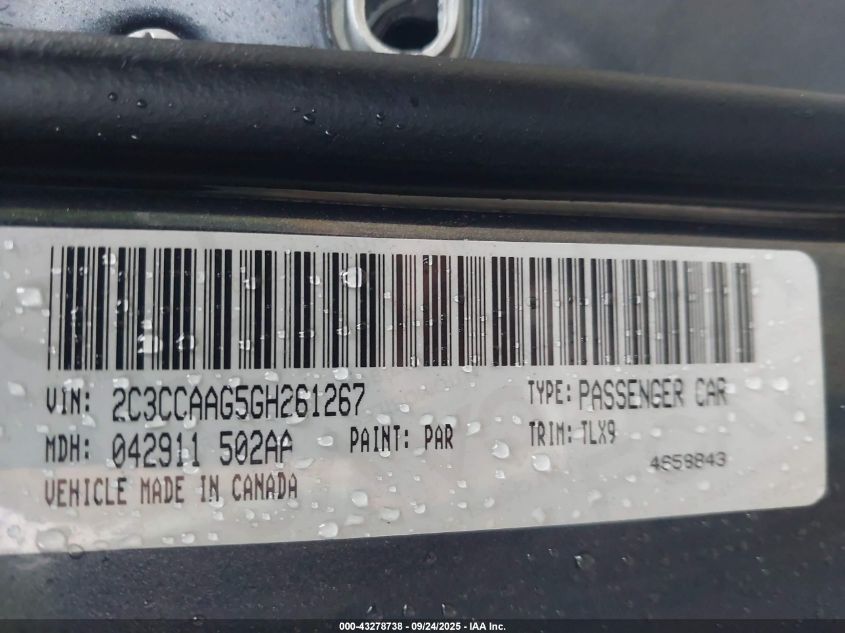 VIN: 2C3CCAAG5GH261267 TYPE: PASSENGER CAR
MDH: 042911 502AA PAINT: PAR TRIM: TLX9
4659843
VEHICLE MADE IN CANADA
000-43278738 - 09/24/2025 - IAA Inc.